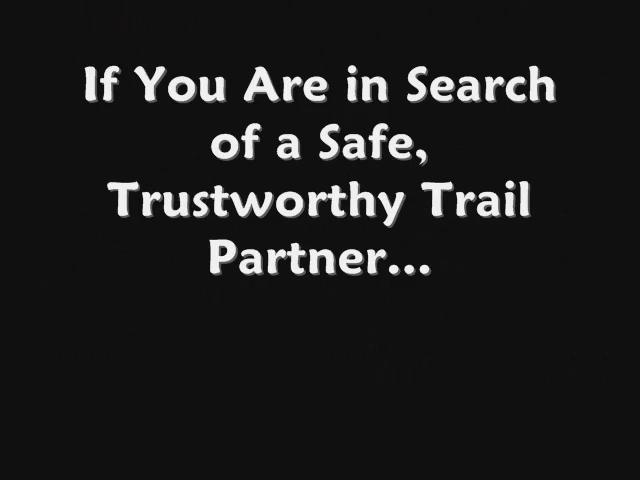 If You Are in Search
of a Safe,
Trustworthy Trail
Partner...